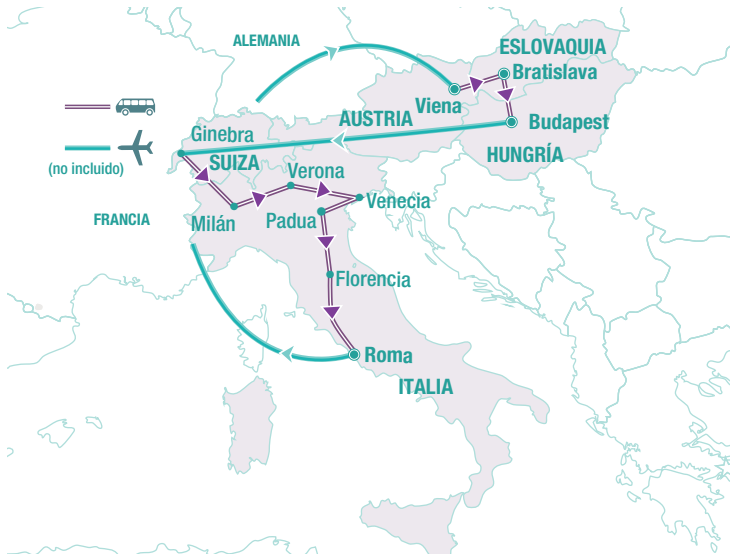 ALEMANIA
ESLOVAQUIA
Bratislava
Viena
AUSTRIA
Budapest
Ginebra
HUNGRÍA
SUIZA
(no incluido)
Verona
Venecia
FRANCIA
Milán
Padua
Florencia
Roma
ITALIA